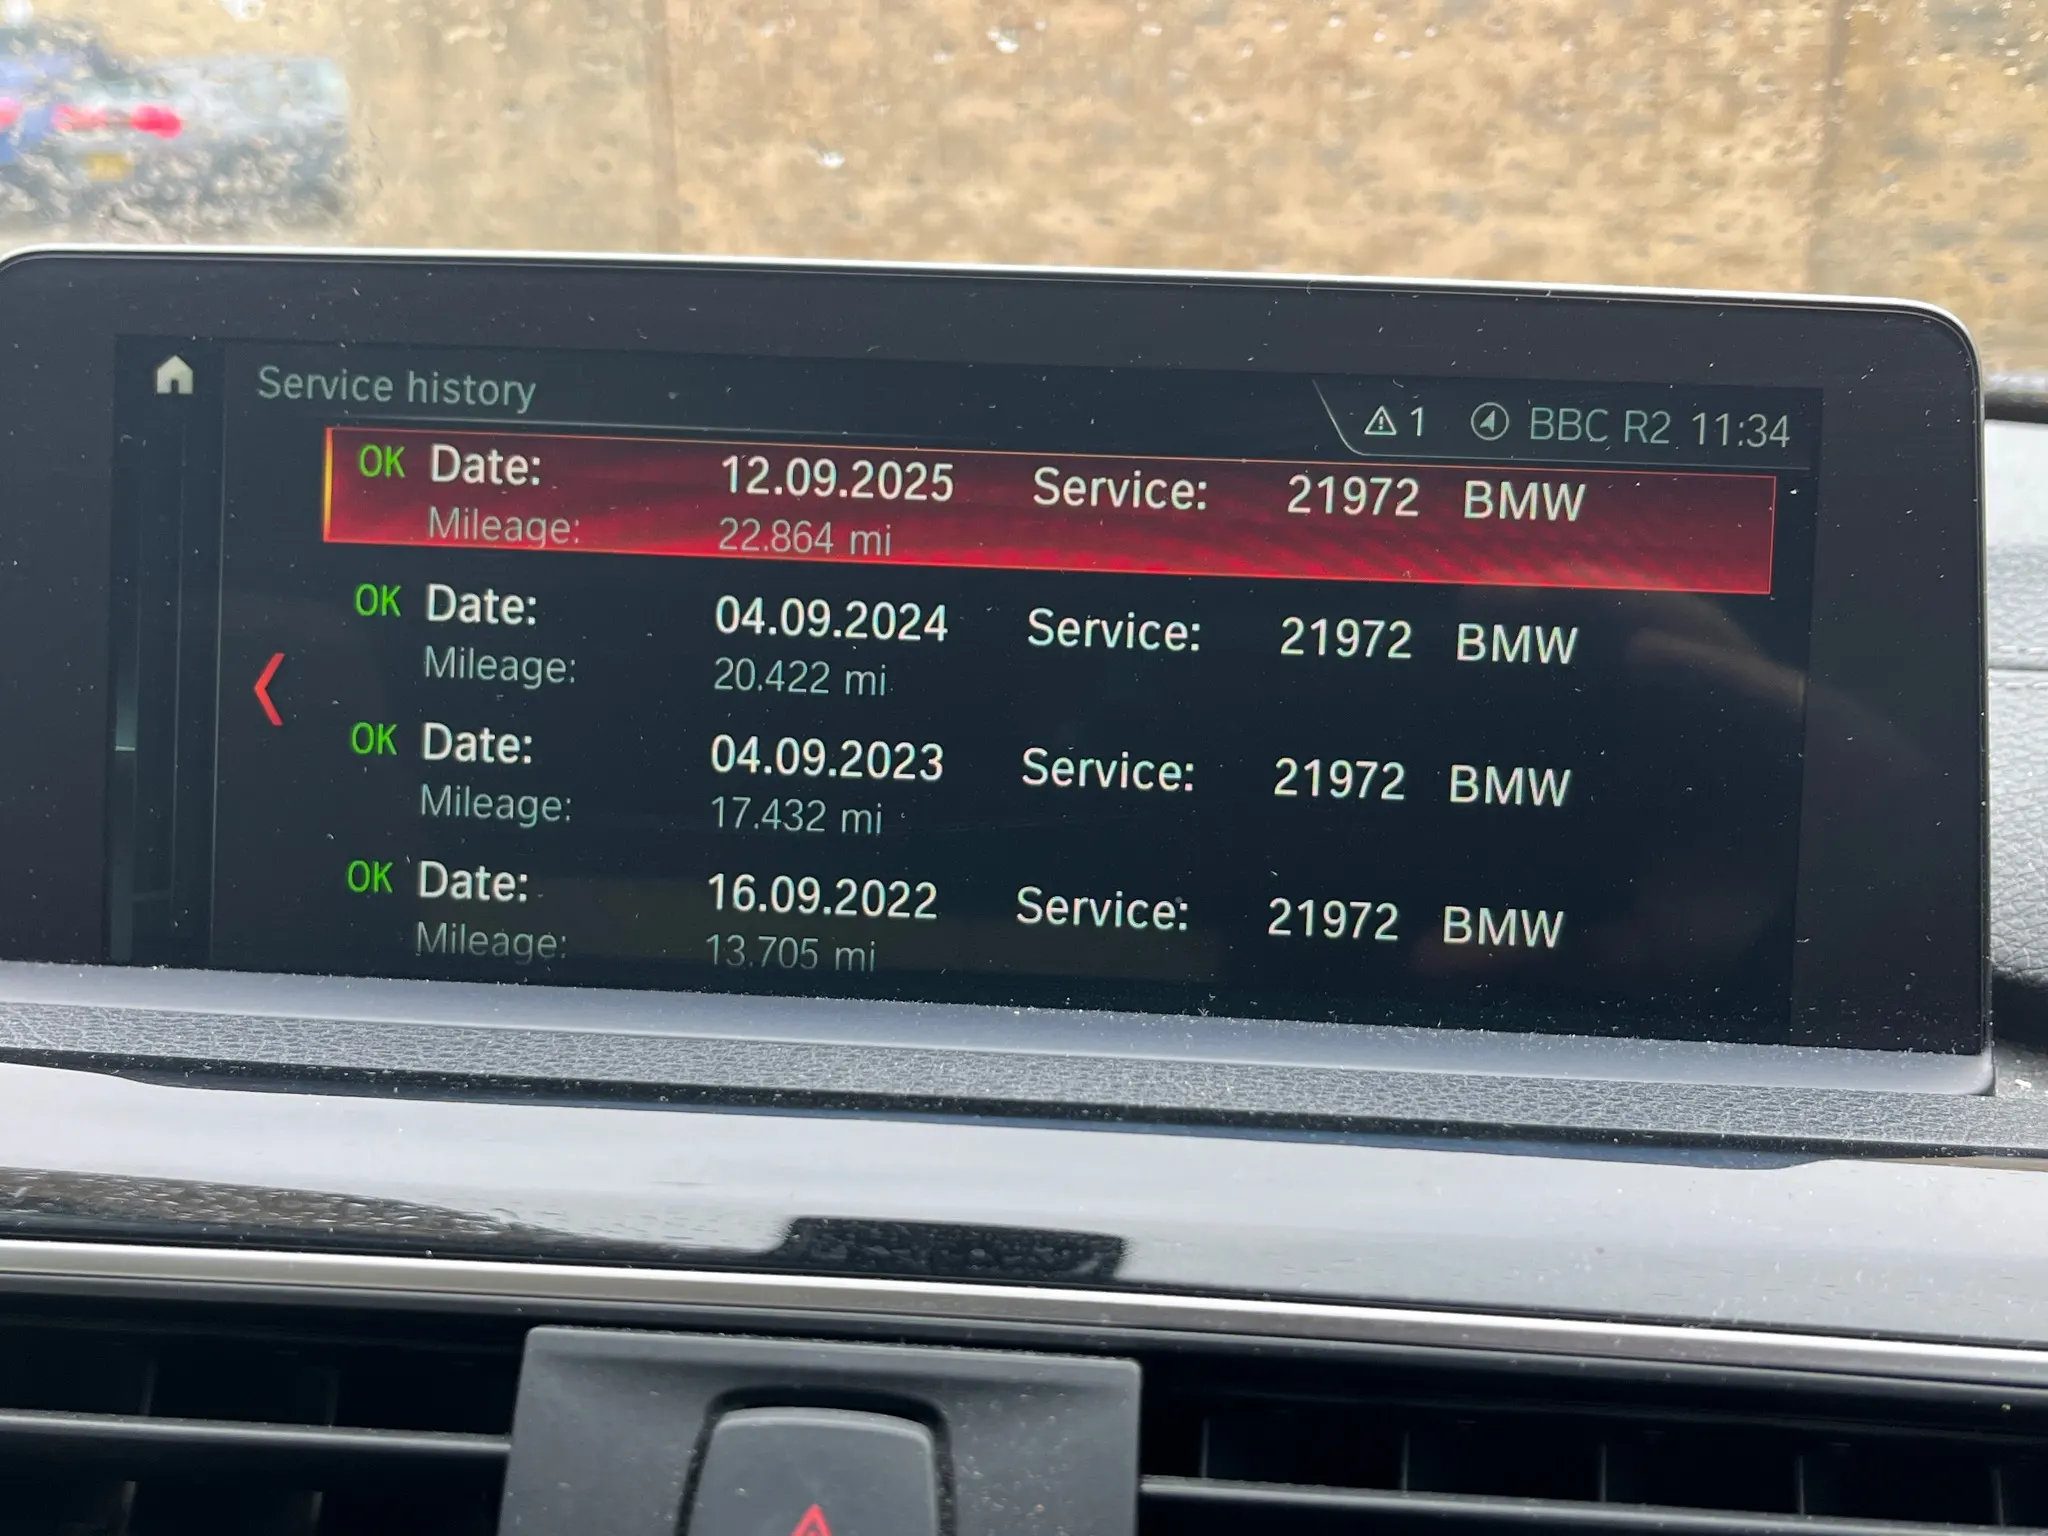 Service history
1 BBC R2 11:34
OK Date: 12.09.2025 Service: 21972 BMW
Mileage: 22.864 mi
OK Date: 04.09.2024 Service: 21972 BMW
Mileage: 20.422 mi
OK Date: 04.09.2023 Service: 21972 BMW
Mileage: 17.432 mi
OK Date: 16.09.2022 Service: 21972 BMW
Mileage: 13.705 mi